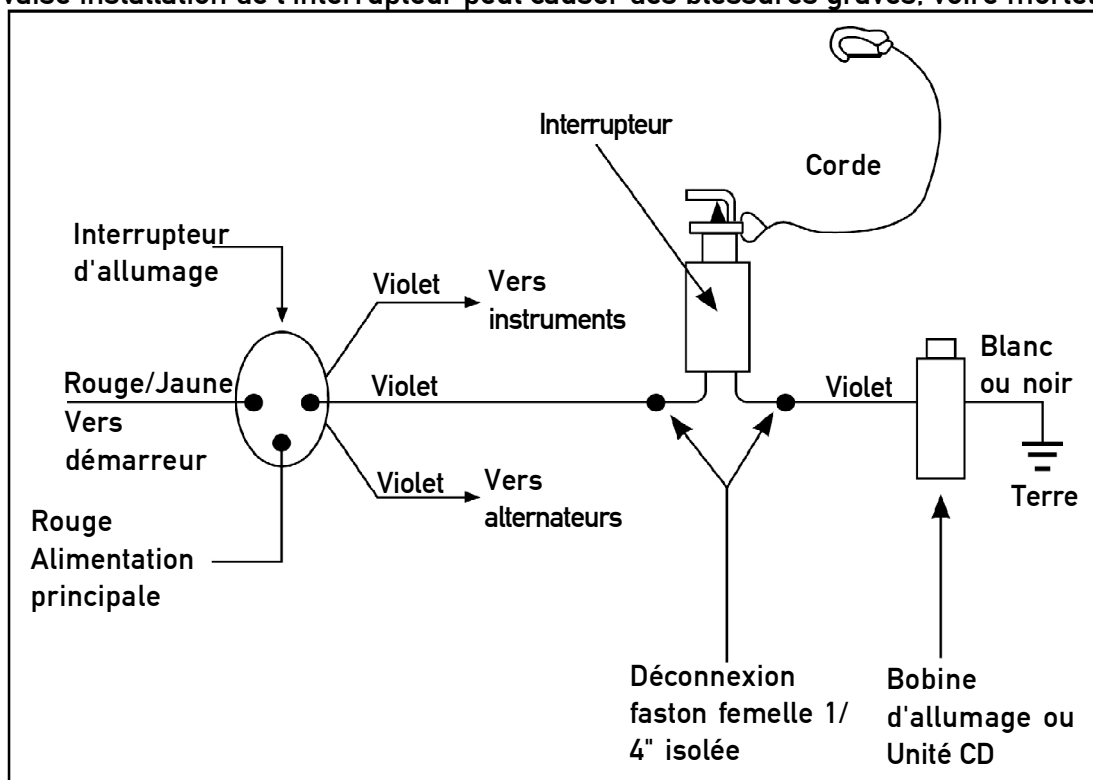 vaise installation de l'interrupteur peut causer des blessures graves, voire mortel
Interrupteur
Corde
Interrupteur
d'allumage
Violet
Vers
instruments
Rouge/Jaune
Vers
démarreur
Violet
Violet
Blanc
ou noir
Terre
Violet
Vers
alternateurs
Rouge
Alimentation
principale
Déconnexion
faston femelle 1/
4" isolée
Bobine
d'allumage ou
Unité CD